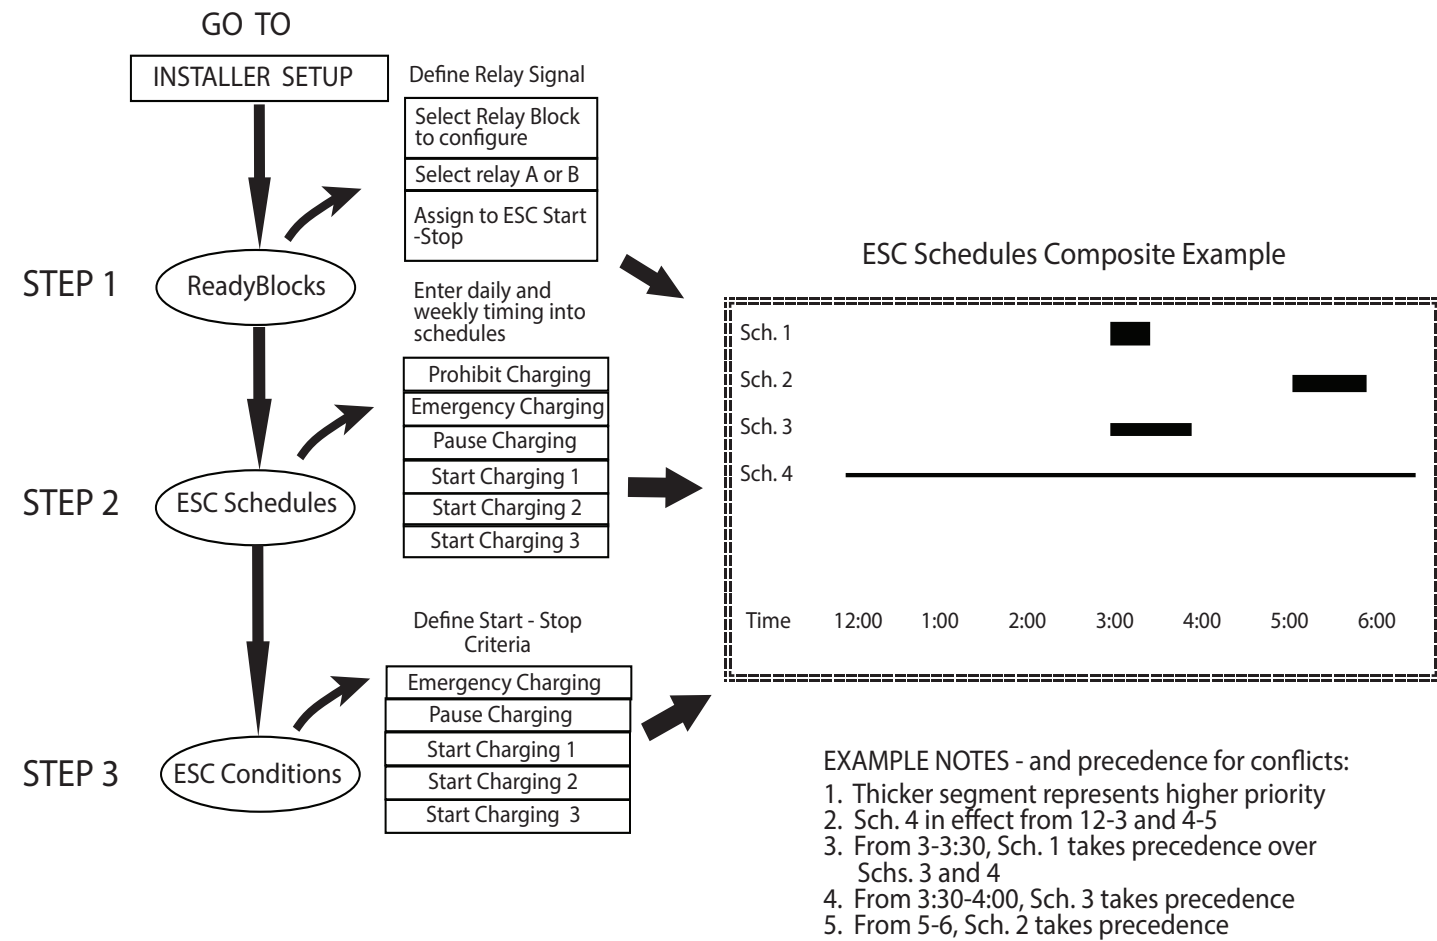 GO TO
INSTALLER SETUP
Define Relay Signal
Select Relay Block
to configure
Select relay A or B
Assign to ESC Start
-Stop
STEP 1
ReadyBlocks
Enter daily and
weekly timing into
schedules
Prohibit Charging
Emergency Charging
Pause Charging
Start Charging 1
Start Charging 2
Start Charging 3
STEP 2
ESC Schedules
Define Start - Stop
Criteria
Emergency Charging
Pause Charging
Start Charging 1
Start Charging 2
Start Charging 3
STEP 3
ESC Conditions
ESC Schedules Composite Example
Sch. 1
Sch. 2
Sch. 3
Sch. 4
Time 12:00 1:00 2:00 3:00 4:00 5:00 6:00
EXAMPLE NOTES - and precedence for conflicts:
1. Thicker segment represents higher priority
2. Sch. 4 in effect from 12-3 and 4-5
3. From 3-3:30, Sch. 1 takes precedence over
Schs. 3 and 4
4. From 3:30-4:00, Sch. 3 takes precedence
5. From 5-6, Sch. 2 takes precedence